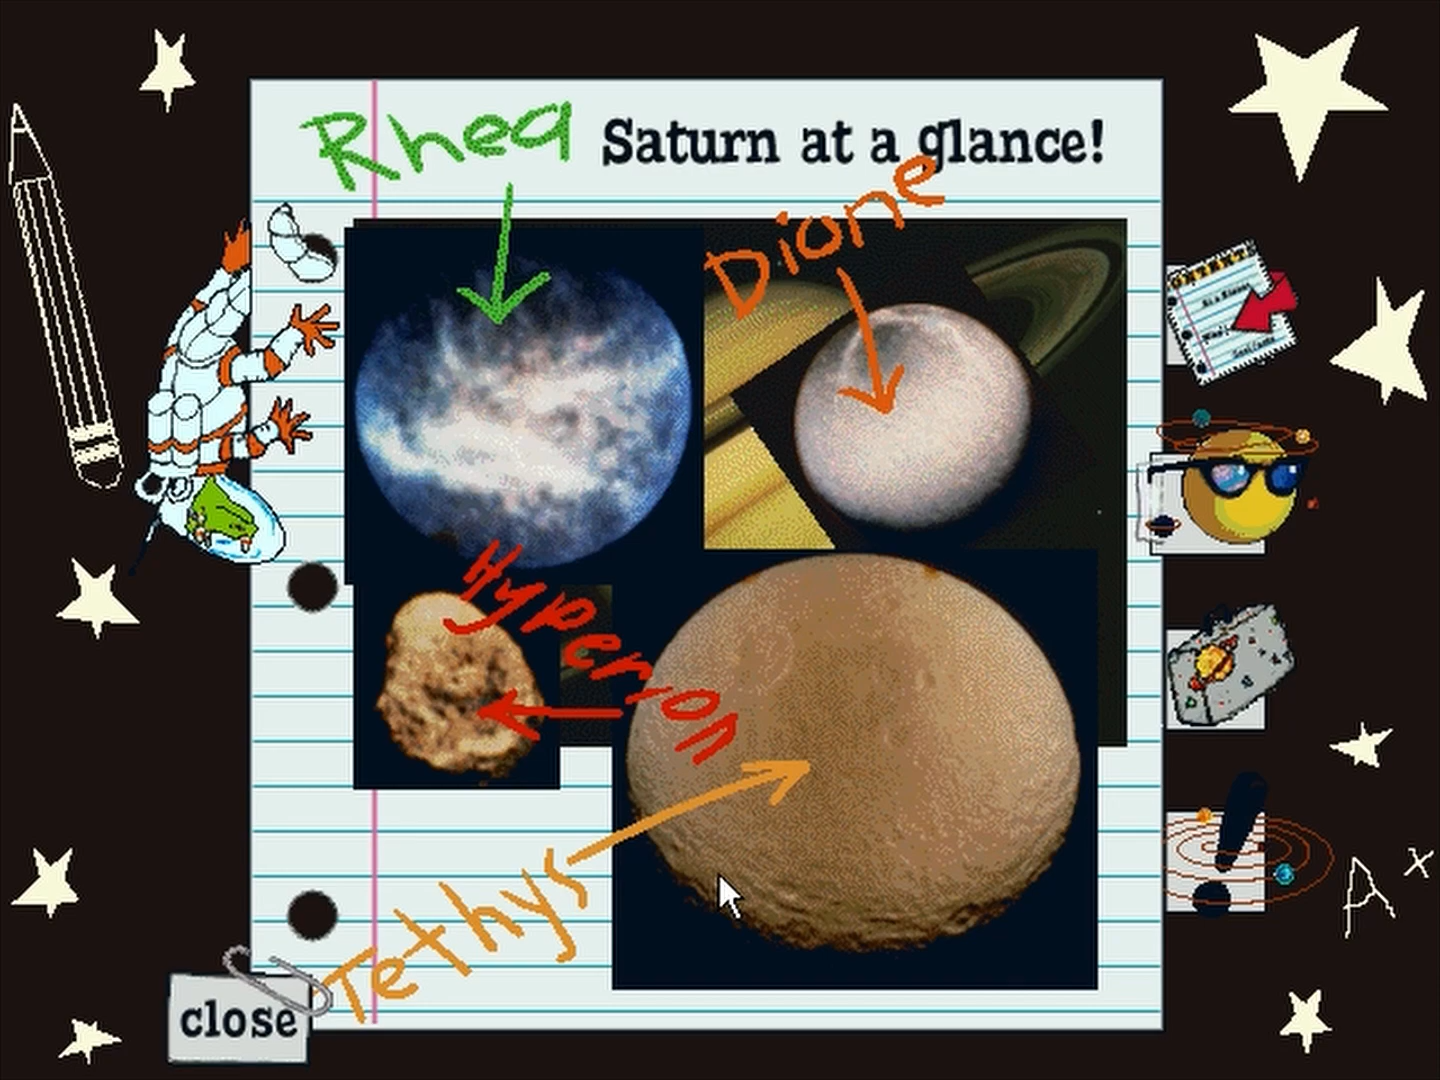 Rhea
Saturn at a glance!
Dione
Hyperion
Tethys
close
A x